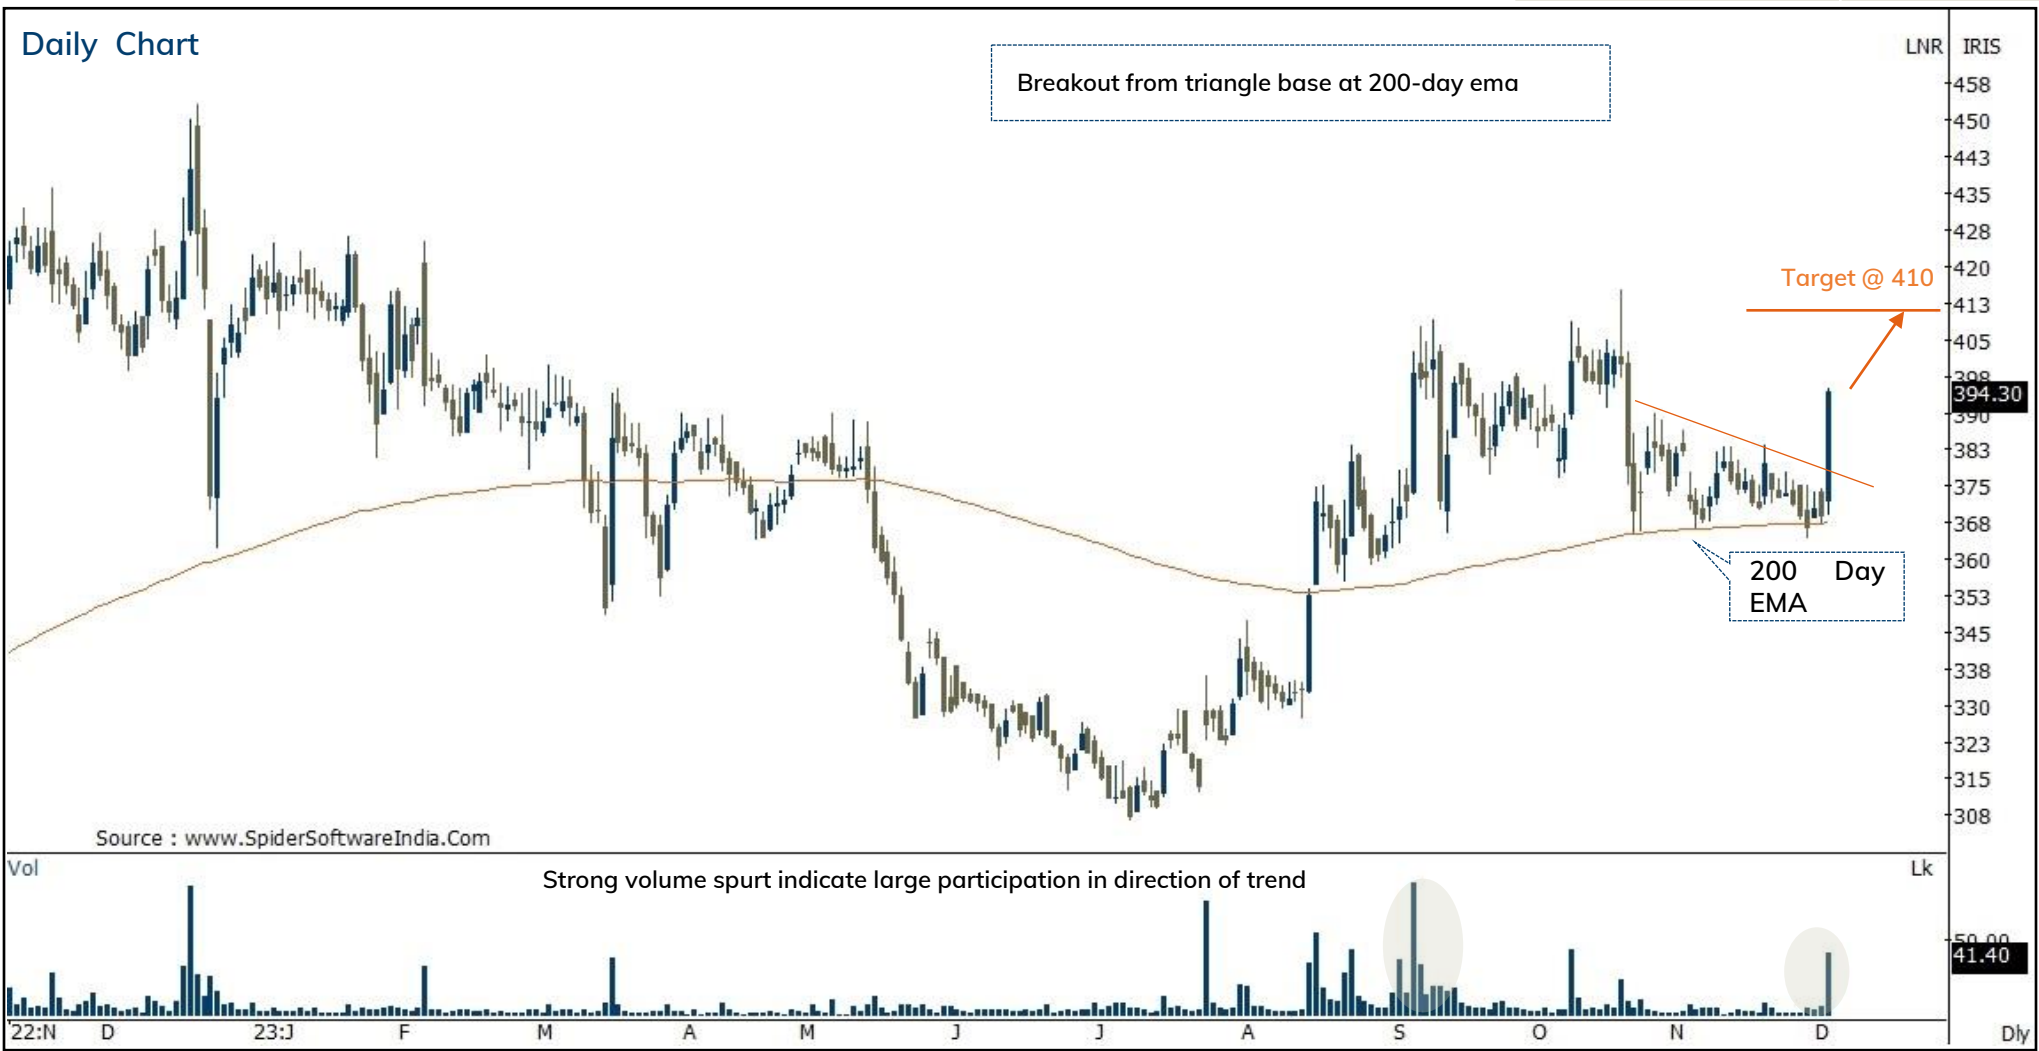 Daily Chart
LNR IRIS
Breakout from triangle base at 200-day ema
458
450
443
435
428
420
Target @ 410
413
405
398
394.30
390
383
375
368
360
200 Day
EMA
353
345
338
330
323
315
308
Source : www.SpiderSoftwareIndia.Com
Vol
Lk
Strong volume spurt indicate large participation in direction of trend
50.00
41.40
22:N D 23:J F M A M J J A S O N D Dly